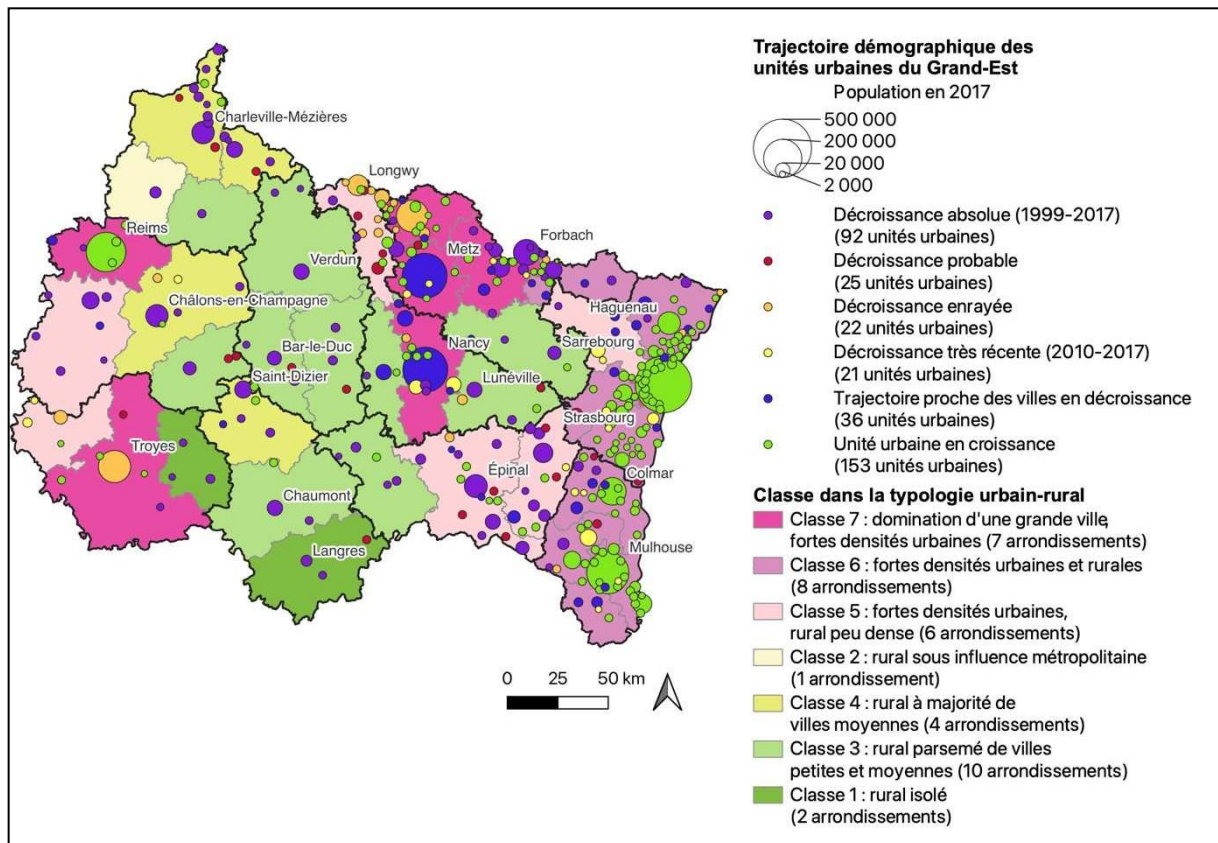 Trajectoire démographique des
unités urbaines du Grand-Est
Population en 2017
500 000
200 000
20 000
2 000
Décroissance absolue (1999-2017)
(92 unités urbaines)
Décroissance probable
(25 unités urbaines)
Décroissance enrayée
(22 unités urbaines)
Décroissance très récente (2010-2017)
(21 unités urbaines)
Trajectoire proche des villes en décroissance
(36 unités urbaines)
Unité urbaine en croissance
(153 unités urbaines)
Classe dans la typologie urbain-rural
Classe 7 : domination d'une grande ville,
fortes densités urbaines (7 arrondissements)
Classe 6 : fortes densités urbaines et rurales
(8 arrondissements)
Classe 5 : fortes densités urbaines,
rural peu dense (6 arrondissements)
Classe 2 : rural sous influence métropolitaine
(1 arrondissement)
Classe 4 : rural à majorité de
villes moyennes (4 arrondissements)
Classe 3 : rural parsemé de villes
petites et moyennes (10 arrondissements)
Classe 1 : rural isolé
(2 arrondissements)
Charleville-Mézières
Longwy
Reims
Forbach
Metz
Verdun
Châlons-en-Champagne
Haguenau
Nancy
Sarrebourg
Bar-le-Duc
Saint-Dizier
Lunéville
Strasbourg
Troyes
Épinal
Colmar
Chaumont
Langres
Mulhouse
0 25 50 km